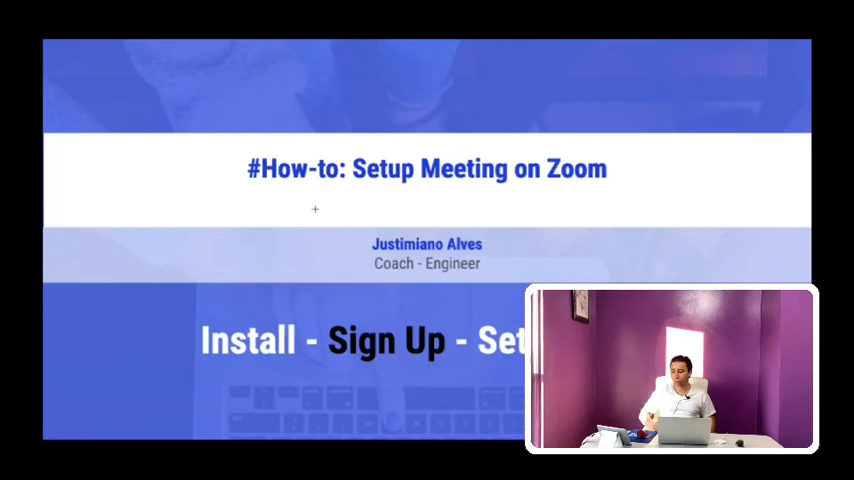 #How-to: Setup Meeting on Zoom
Justimiano Alves
Coach - Engineer
Install - Sign Up - Set